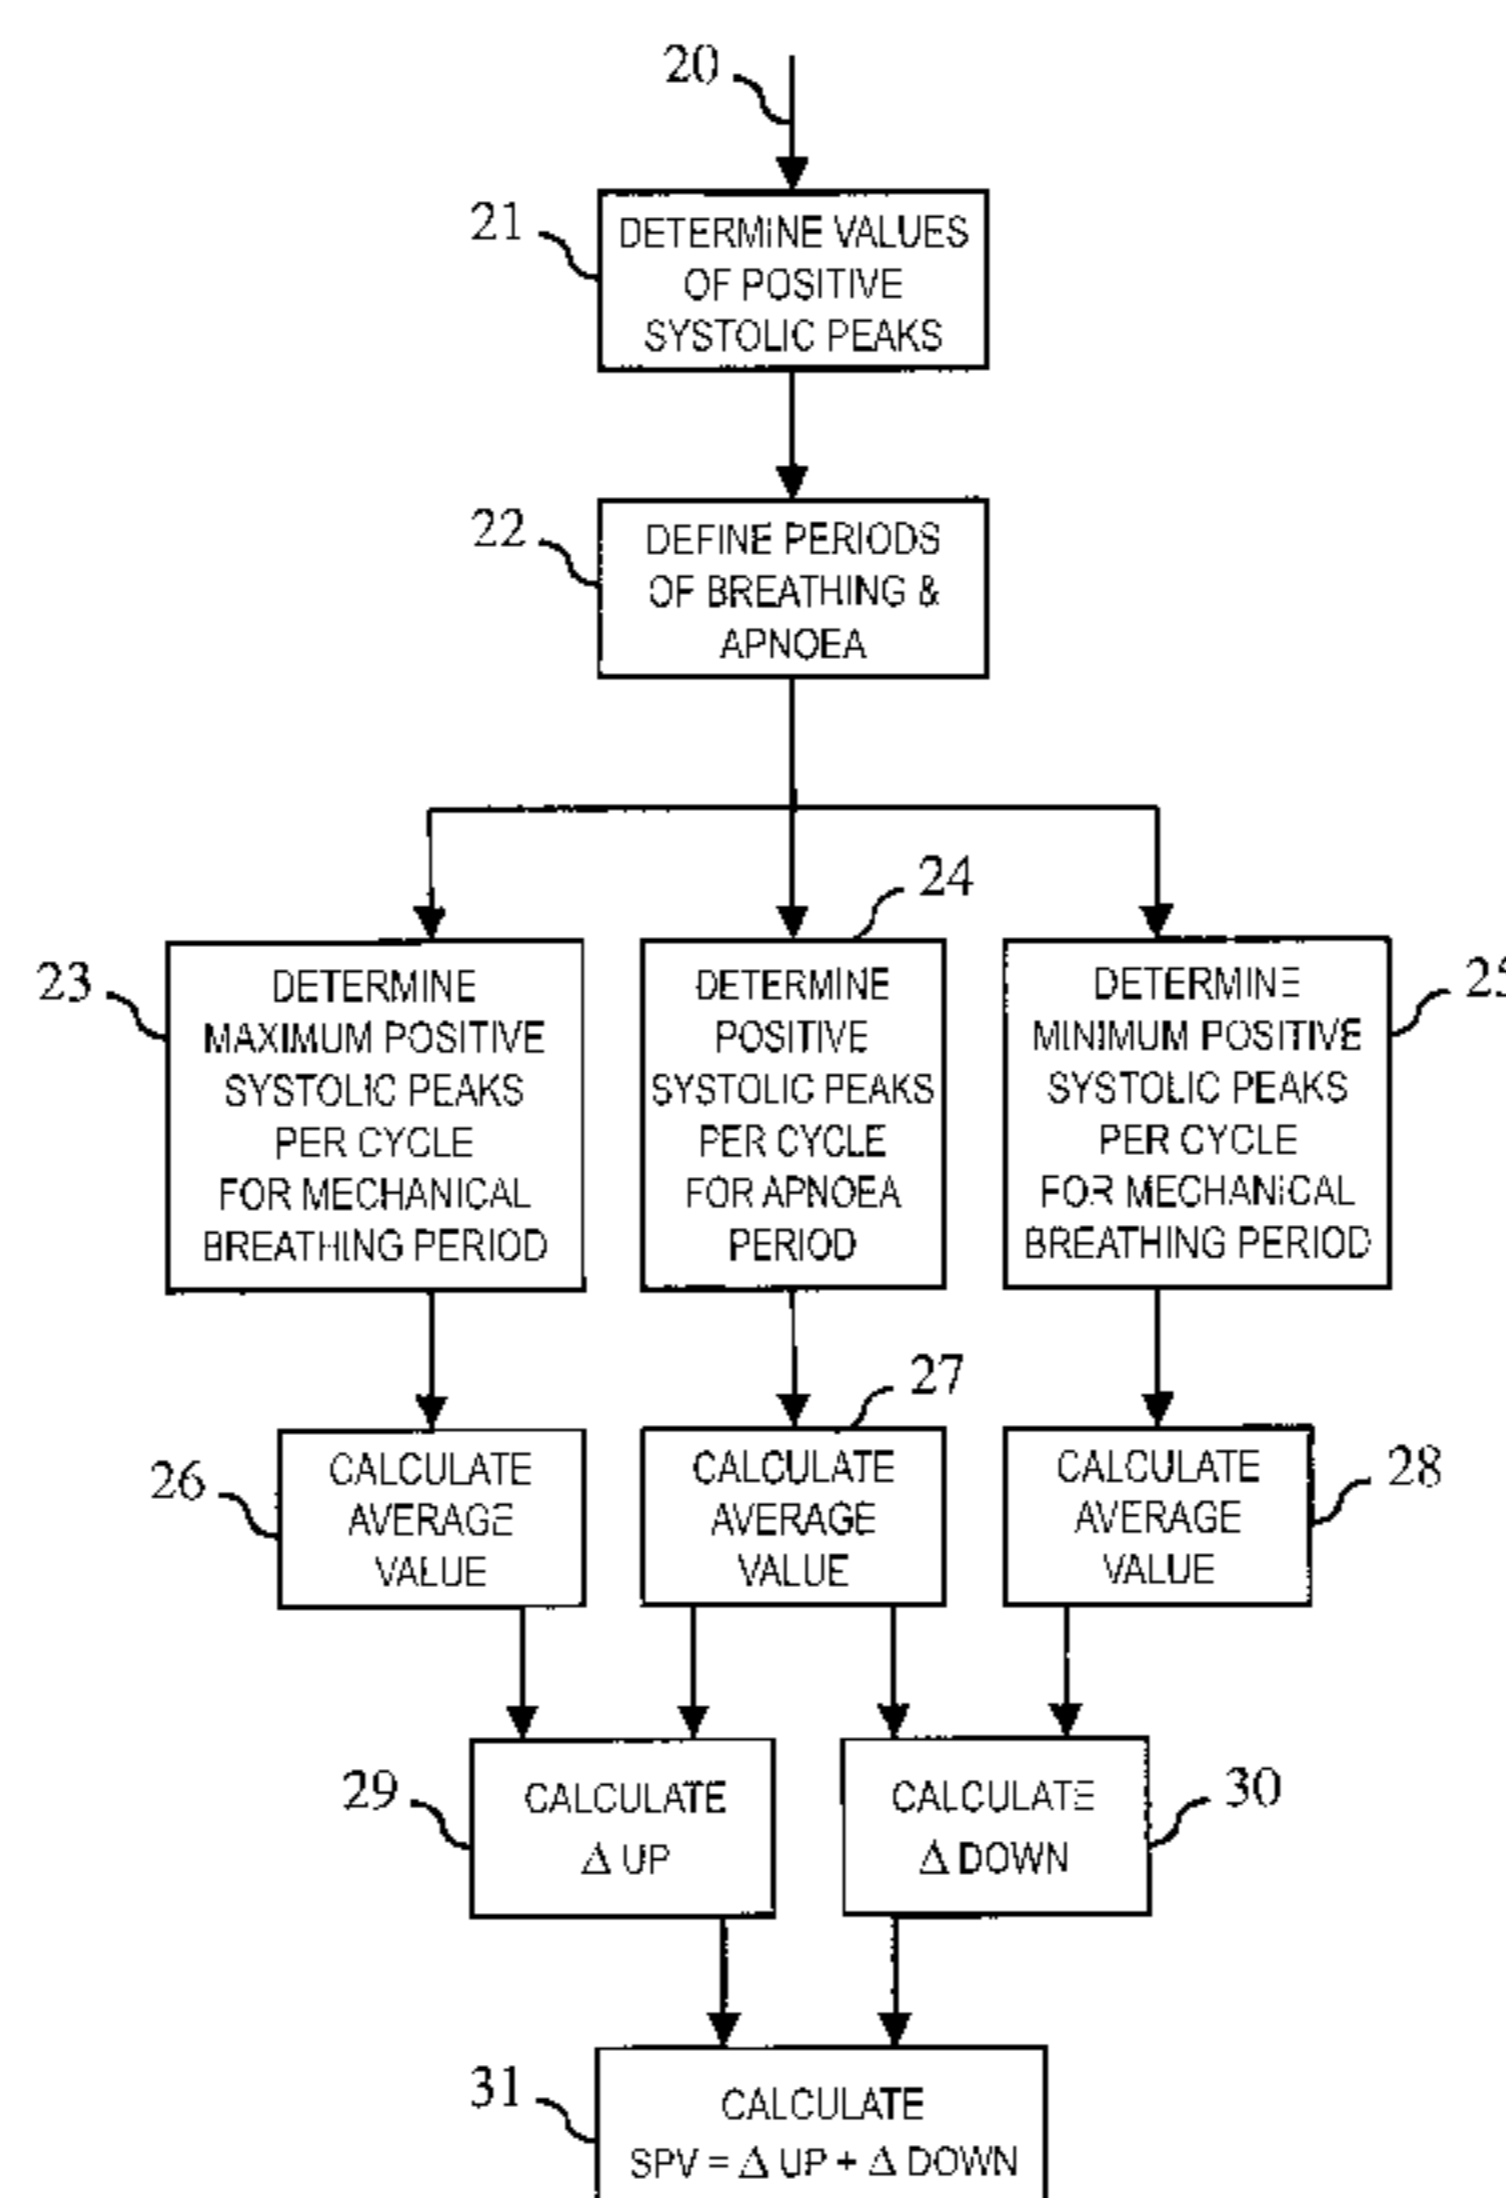 20
21
DETERMINE VALUES
OF POSITIVE
SYSTOLIC PEAKS
22
DEFINE PERIODS
OF BREATHING &
APNOEA
23
DETERMINE
MAXIMUM POSITIVE
SYSTOLIC PEAKS
PER CYCLE
FOR MECHANICAL
BREATHING PERIOD
24
DETERMINE
POSITIVE
SYSTOLIC PEAKS
PER CYCLE
FOR APNOEA
PERIOD
25
DETERMINE
MINIMUM POSITIVE
SYSTOLIC PEAKS
PER CYCLE
FOR MECHANICAL
BREATHING PERIOD
26
CALCULATE
AVERAGE
VALUE
27
CALCULATE
AVERAGE
VALUE
28
CALCULATE
AVERAGE
VALUE
29
CALCULATE
Δ UP
30
CALCULATE
Δ DOWN
31
CALCULATE
SPV = Δ UP + Δ DOWN